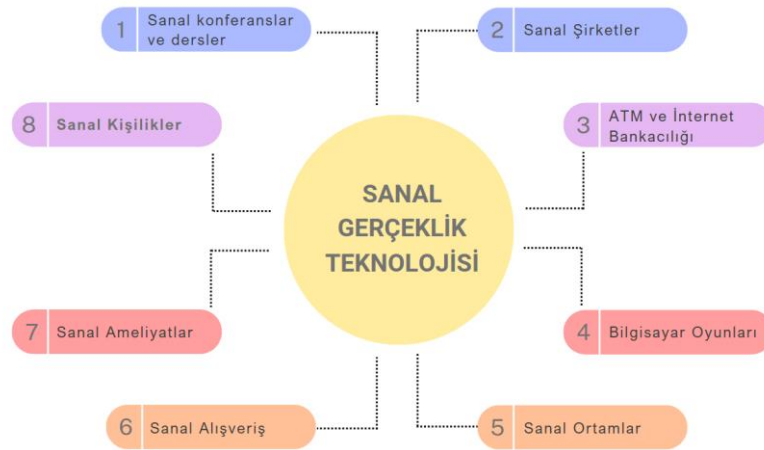 1 Sanal konferanslar
ve dersler
2 Sanal Şirketler
8 Sanal Kişilikler
3 ATM ve İnternet
Bankacılığı
SANAL
GERÇEKLİK
TEKNOLOJİSİ
7 Sanal Ameliyatlar
4 Bilgisayar Oyunları
6 Sanal Alışveriş
5 Sanal Ortamlar